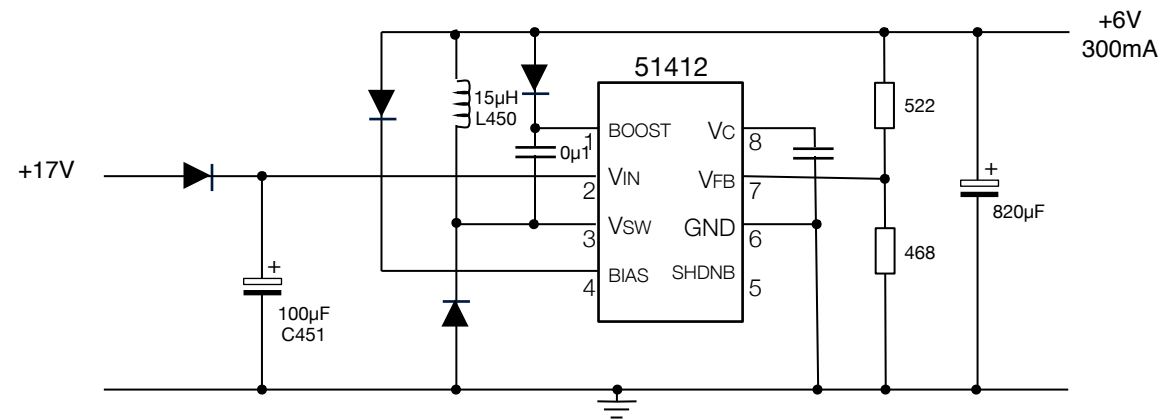 +6V
300mA
51412
15µH
L450
BOOST
1
0µ1
VC
8
522
+17V
VIN
2
VFB
7
+
820µF
VSW
3
GND
6
468
BIAS
4
SHDNB
5
+
100µF
C451